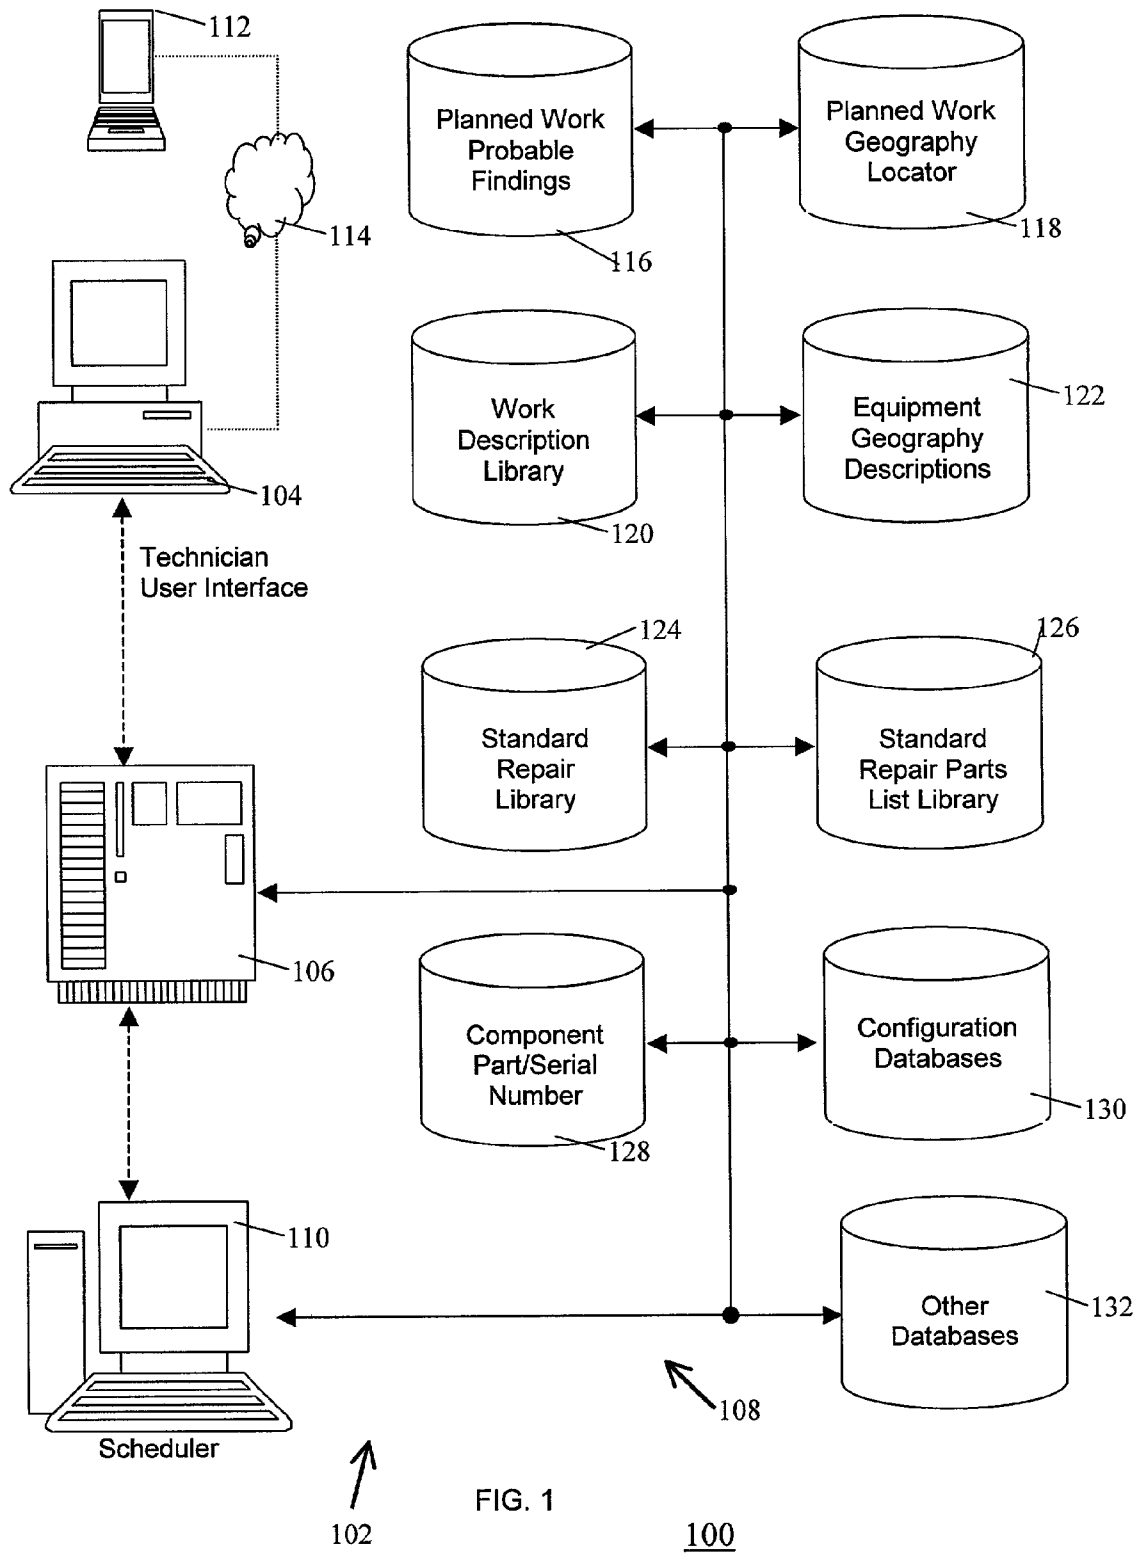 112
Planned Work
Probable
Findings
116
Planned Work
Geography
Locator
118
114
104
Technician
User Interface
Work
Description
Library
120
Equipment
Geography
Descriptions
122
124
Standard
Repair
Library
126
Standard
Repair Parts
List Library
106
Component
Part/Serial
Number
128
Configuration
Databases
130
110
Scheduler
Other
Databases
132
108
102
FIG. 1
100